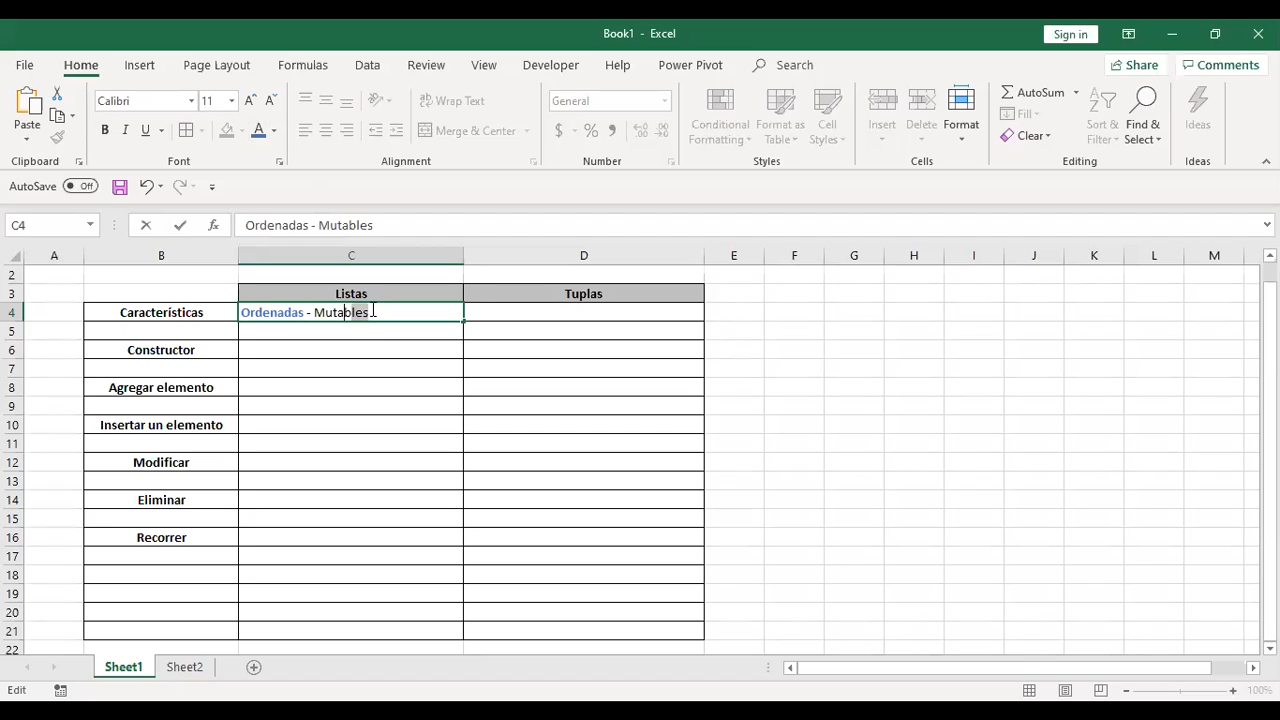 Book1 - Excel
Sign in
File Home Insert Page Layout Formulas Data Review View Developer Help Power Pivot Search Share Comments
Paste
Calibri 11
B I U
Wrap Text
Merge & Center
General
$ % ,
Conditional Formatting
Format as Table
Cell Styles
Insert
Delete
Format
AutoSum
Fill
Clear
Sort & Filter
Find & Select
Ideas
Clipboard Font Alignment Number Styles Cells Editing Ideas
AutoSave Off
C4 fx Ordenadas - Mutables
A B C D E F G H I J K L M
2
3 Listas Tuplas
4 Características Ordenadas - Mutables
5
6 Constructor
7
8 Agregar elemento
9
10 Insertar un elemento
11
12 Modificar
13
14 Eliminar
15
16 Recorrer
17
18
19
20
21
22
Sheet1 Sheet2
Edit 100%